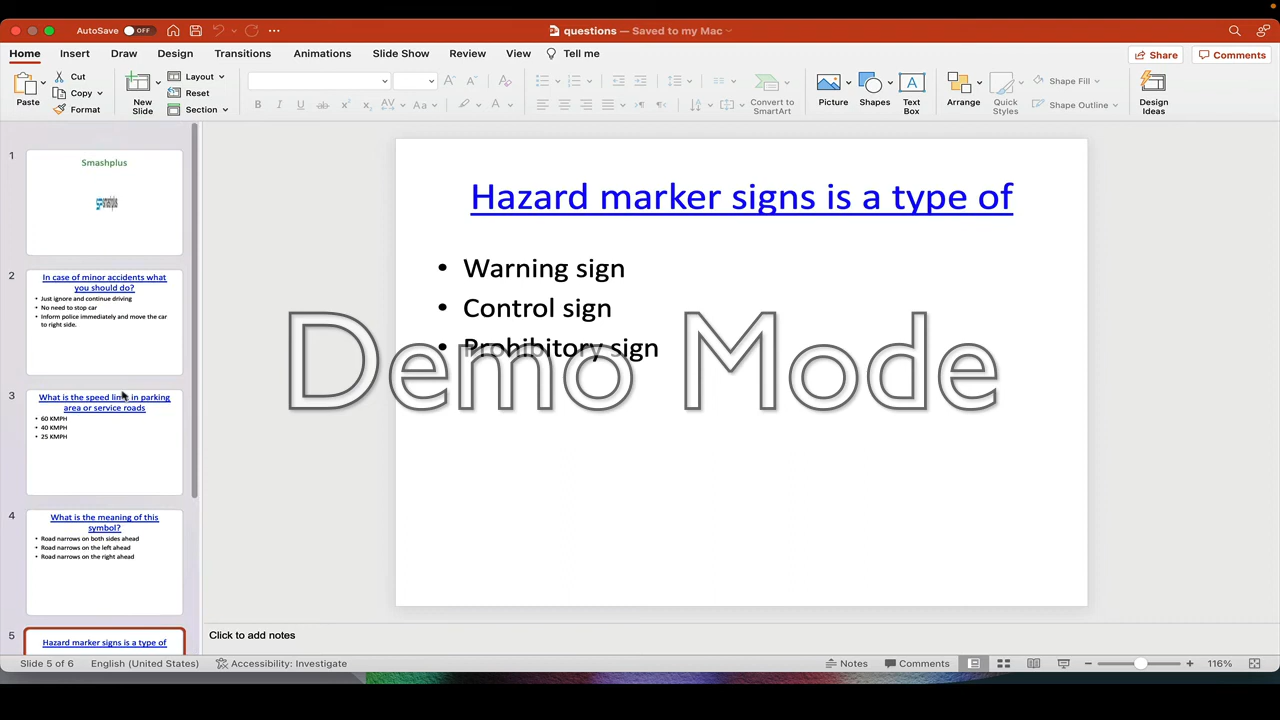 AutoSave OFF
questions — Saved to my Mac
Home Insert Draw Design Transitions Animations Slide Show Review View Tell me
Share Comments
Paste
Cut
Copy
Format
New Slide
Layout
Reset
Section
Convert to SmartArt
Picture
Shapes
Text Box
Arrange
Quick Styles
Shape Fill
Shape Outline
Design Ideas
1
Smashplus
smashplus
2
In case of minor accidents what
you should do?
• Just ignore and continue driving
• No need to stop car
• Inform police immediately and move the car
to right side.
3
What is the speed limit in parking
area or service roads
• 60 KMPH
• 40 KMPH
• 25 KMPH
4
What is the meaning of this
symbol?
• Road narrows on both sides ahead
• Road narrows on the left ahead
• Road narrows on the right ahead
5
Hazard marker signs is a type of
Hazard marker signs is a type of
• Warning sign
• Control sign
• Prohibitory sign
Demo Mode
Click to add notes
Slide 5 of 6 English (United States) Accessibility: Investigate
Notes Comments 116%